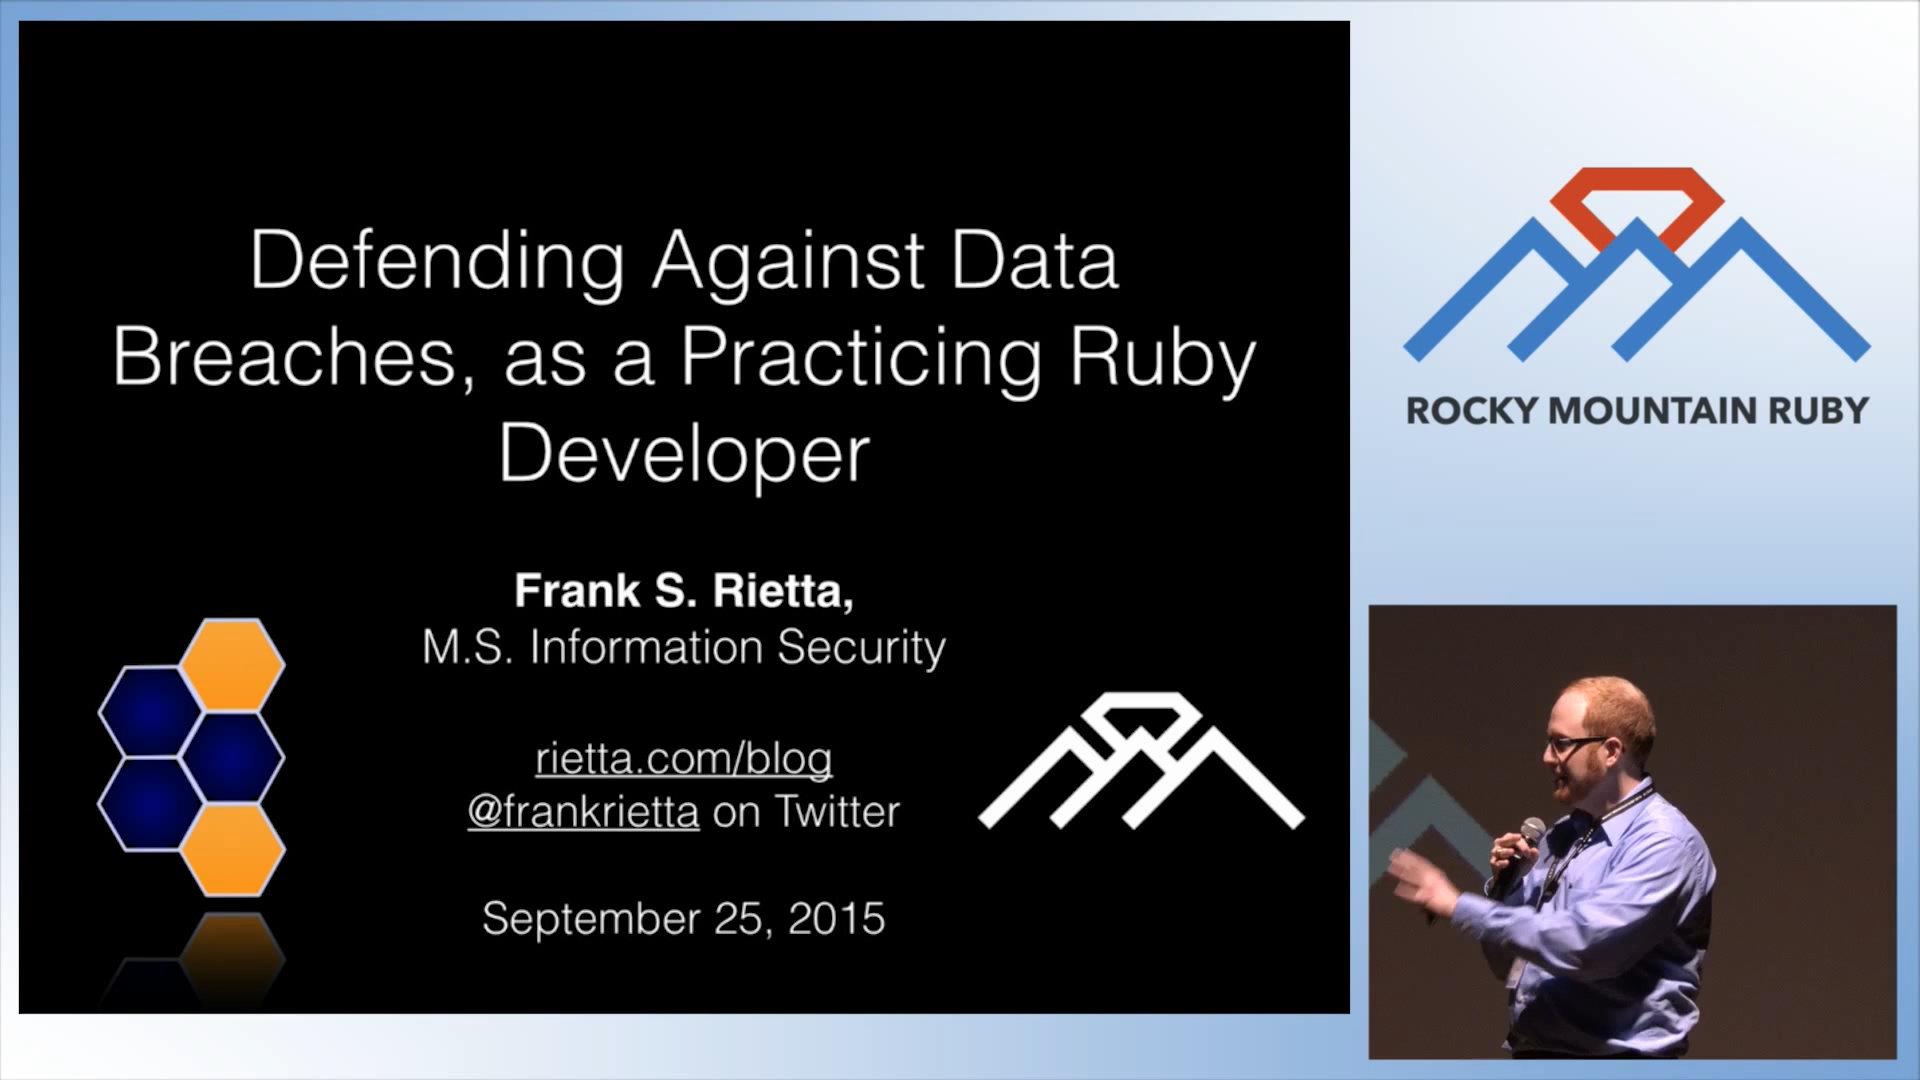 Defending Against Data
Breaches, as a Practicing Ruby
Developer
Frank S. Rietta,
M.S. Information Security
rietta.com/blog
@frankrietta on Twitter
September 25, 2015
ROCKY MOUNTAIN RUBY